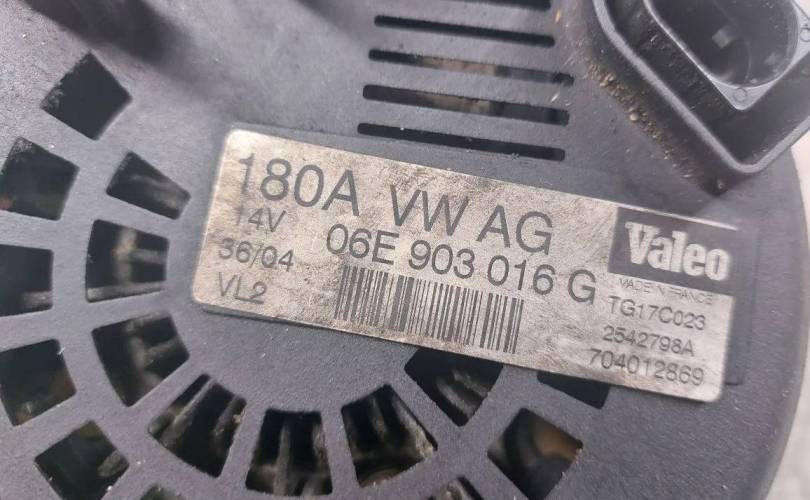 180A VW AG
14V 06E 903 016 G
36/04
VL2
Valeo
MADE IN FRANCE
TG17C023
2542798A
704012869